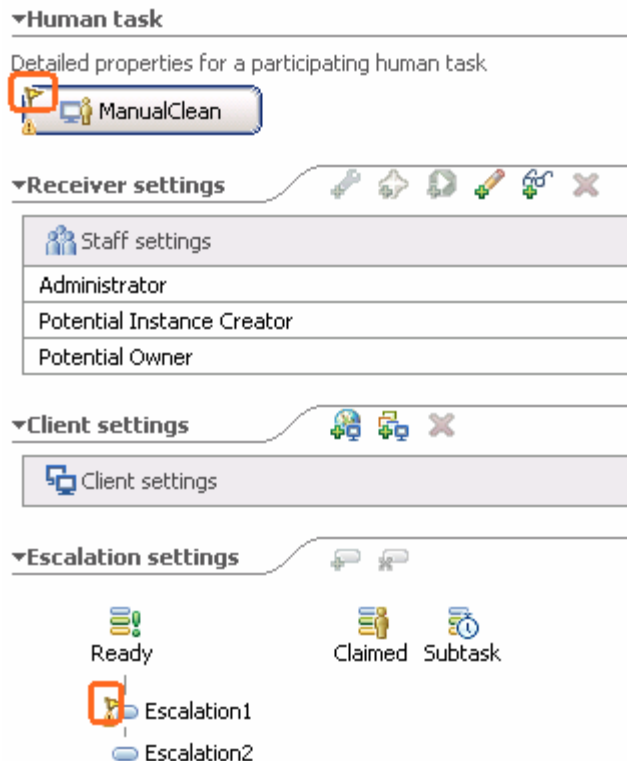 Human task
Detailed properties for a participating human task
ManualClean
Receiver settings
Staff settings
Administrator
Potential Instance Creator
Potential Owner
Client settings
Client settings
Escalation settings
Ready
Claimed
Subtask
Escalation1
Escalation2